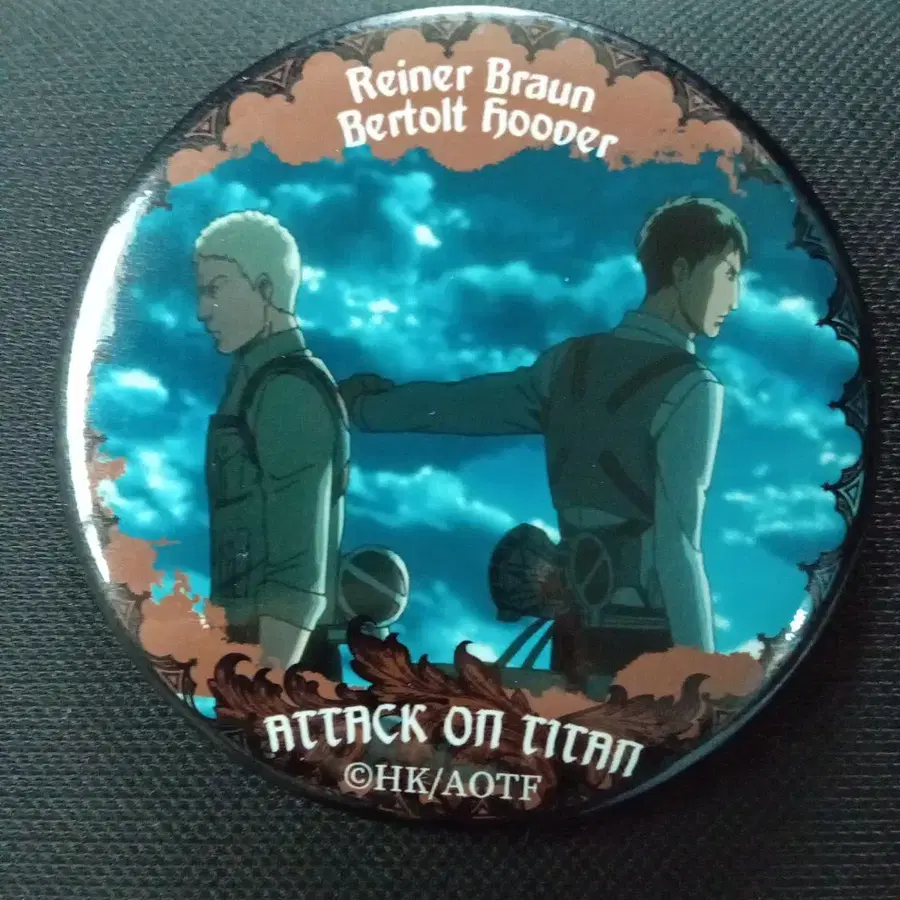 Reiner Braun
Bertolt Hoover
ATTACK ON TITAN
©HK/AOTF